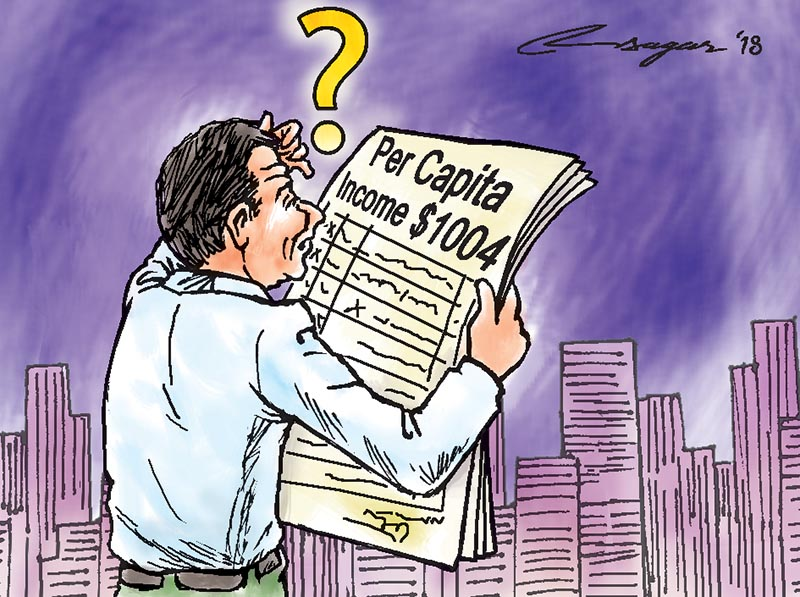 ?
Per Capita
Income $1004
sagar '18